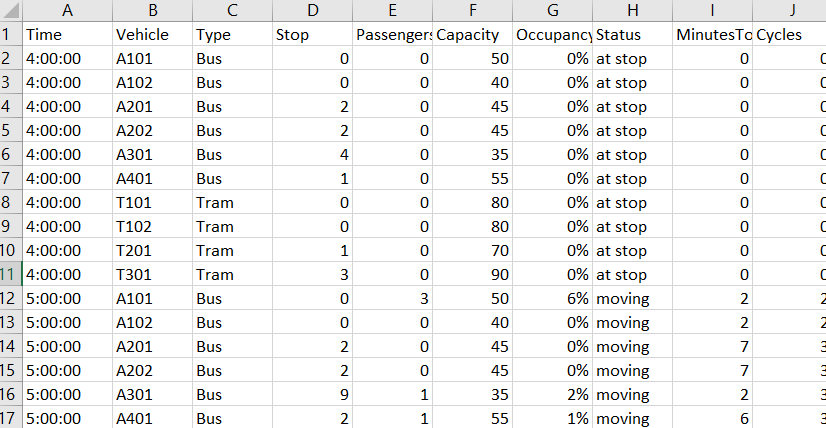 A B C D E F G H I J
1 Time Vehicle Type Stop Passengers Capacity Occupancy Status MinutesTo Cycles
2 4:00:00 A101 Bus 0 0 50 0% at stop 0 0
3 4:00:00 A102 Bus 0 0 40 0% at stop 0 0
4 4:00:00 A201 Bus 2 0 45 0% at stop 0 0
5 4:00:00 A202 Bus 2 0 45 0% at stop 0 0
6 4:00:00 A301 Bus 4 0 35 0% at stop 0 0
7 4:00:00 A401 Bus 1 0 55 0% at stop 0 0
8 4:00:00 T101 Tram 0 0 80 0% at stop 0 0
9 4:00:00 T102 Tram 0 0 80 0% at stop 0 0
10 4:00:00 T201 Tram 1 0 70 0% at stop 0 0
11 4:00:00 T301 Tram 3 0 90 0% at stop 0 0
12 5:00:00 A101 Bus 0 3 50 6% moving 2 2
13 5:00:00 A102 Bus 0 0 40 0% moving 2 2
14 5:00:00 A201 Bus 2 0 45 0% moving 7 3
15 5:00:00 A202 Bus 2 0 45 0% moving 7 3
16 5:00:00 A301 Bus 9 1 35 2% moving 2 3
17 5:00:00 A401 Bus 2 1 55 1% moving 6 3